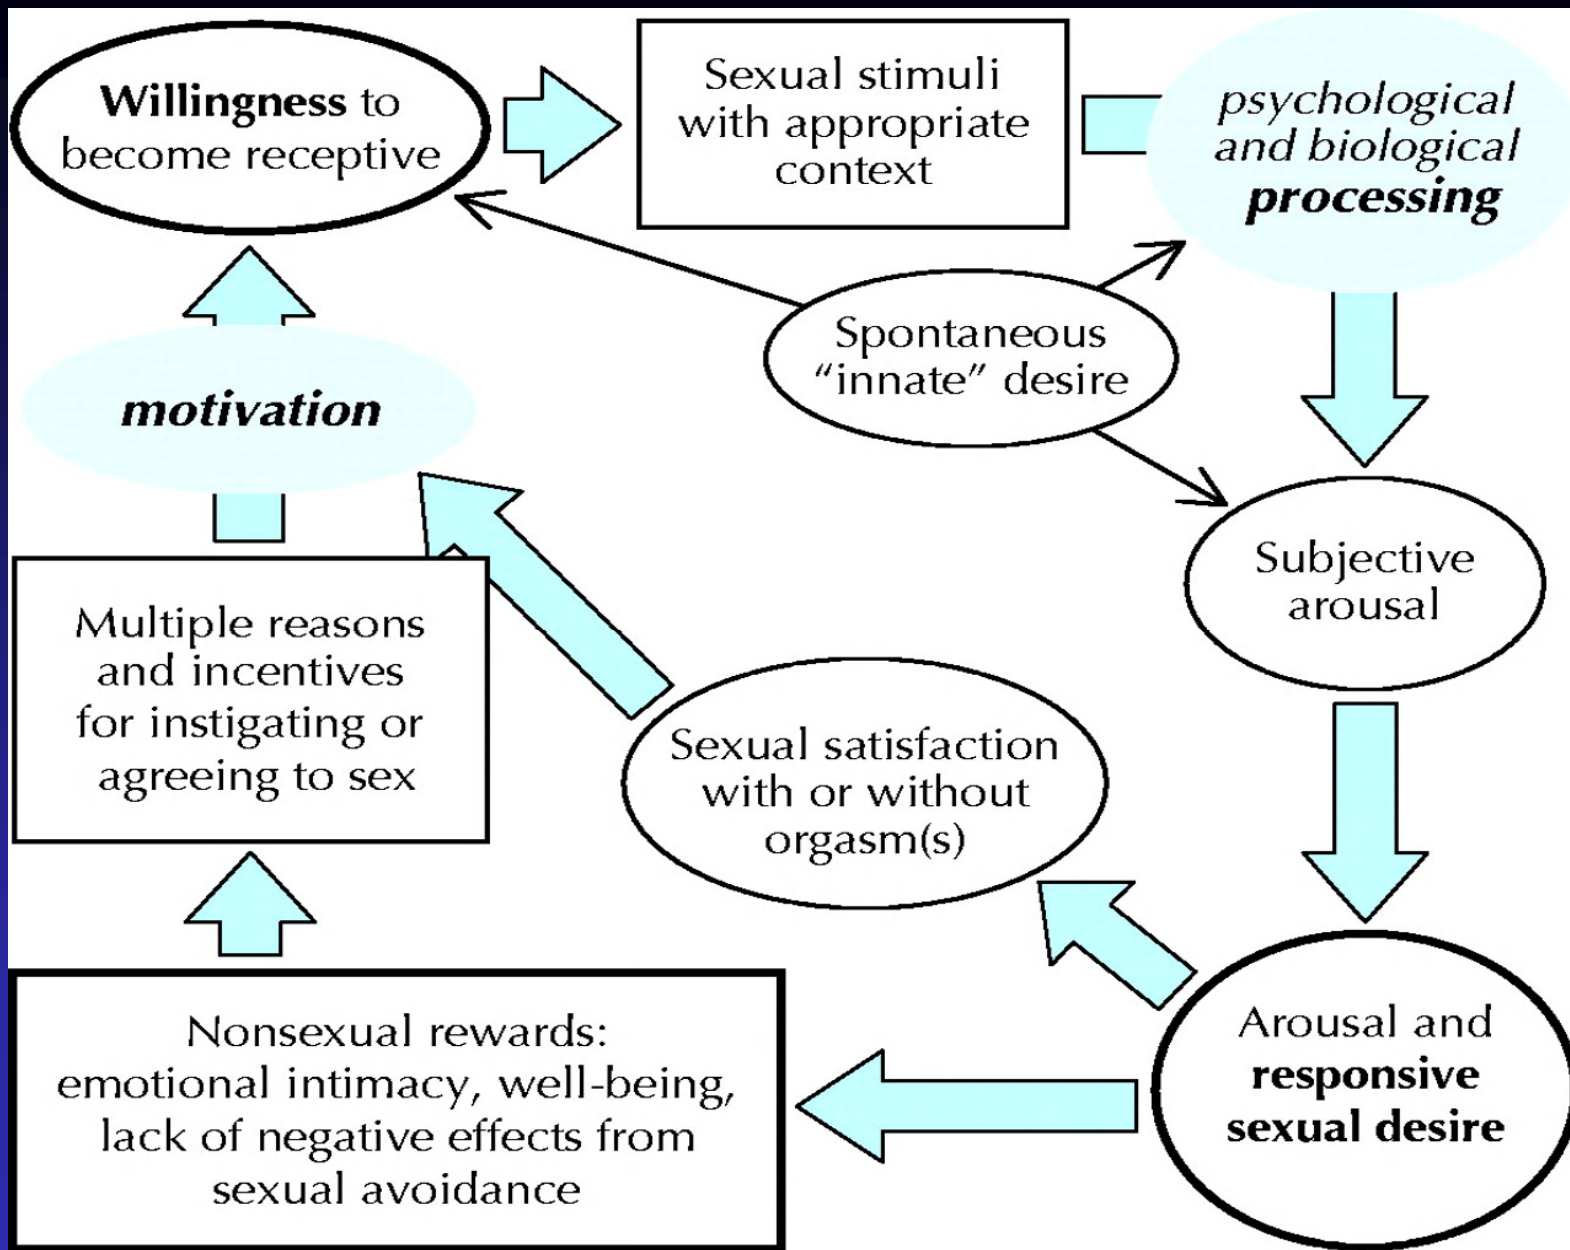 Willingness to
become receptive
Sexual stimuli
with appropriate
context
psychological
and biological
processing
Spontaneous
“innate” desire
motivation
Subjective
arousal
Multiple reasons
and incentives
for instigating or
agreeing to sex
Sexual satisfaction
with or without
orgasm(s)
Nonsexual rewards:
emotional intimacy, well-being,
lack of negative effects from
sexual avoidance
Arousal and
responsive
sexual desire